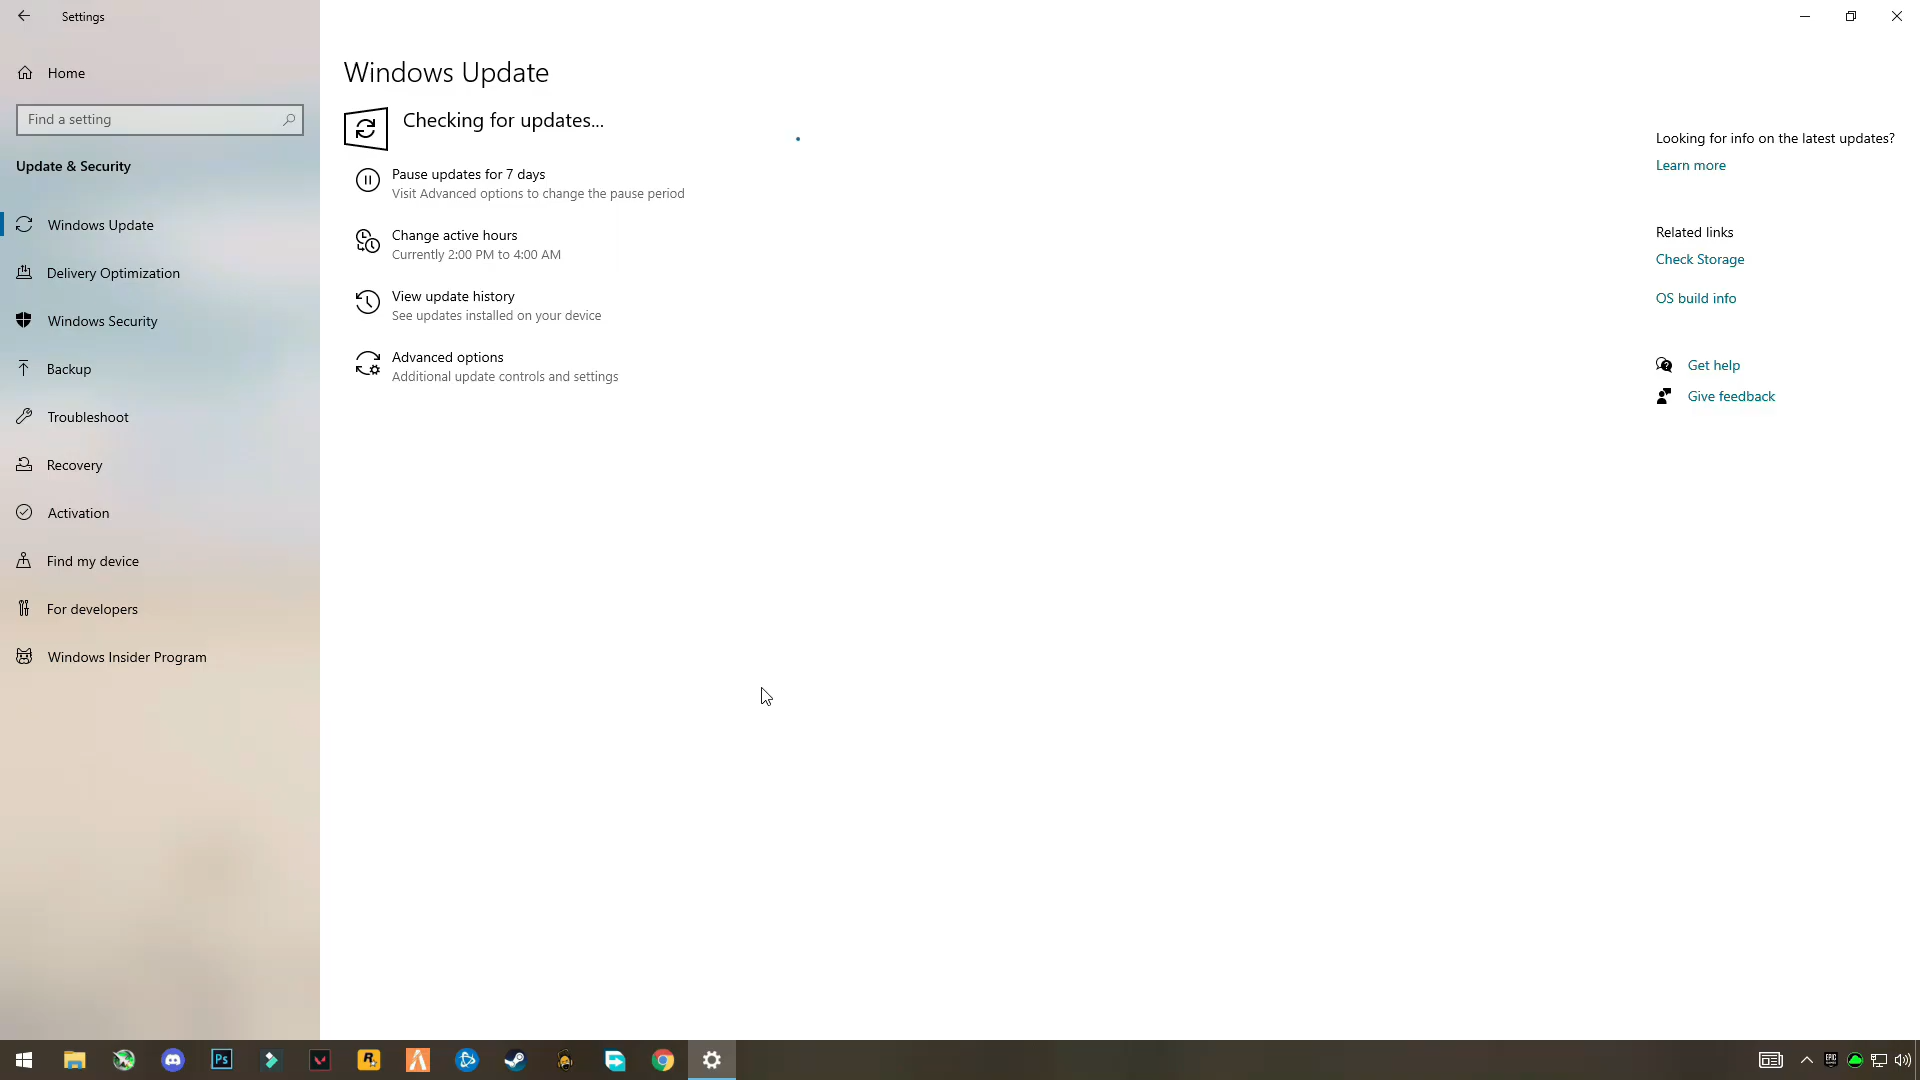 Settings
Home
Find a setting
Update & Security
Windows Update
Delivery Optimization
Windows Security
Backup
Troubleshoot
Recovery
Activation
Find my device
For developers
Windows Insider Program
Windows Update
Checking for updates...
Pause updates for 7 days
Visit Advanced options to change the pause period
Change active hours
Currently 2:00 PM to 4:00 AM
View update history
See updates installed on your device
Advanced options
Additional update controls and settings
Looking for info on the latest updates?
Learn more
Related links
Check Storage
OS build info
Get help
Give feedback
Ps
R
EPIC